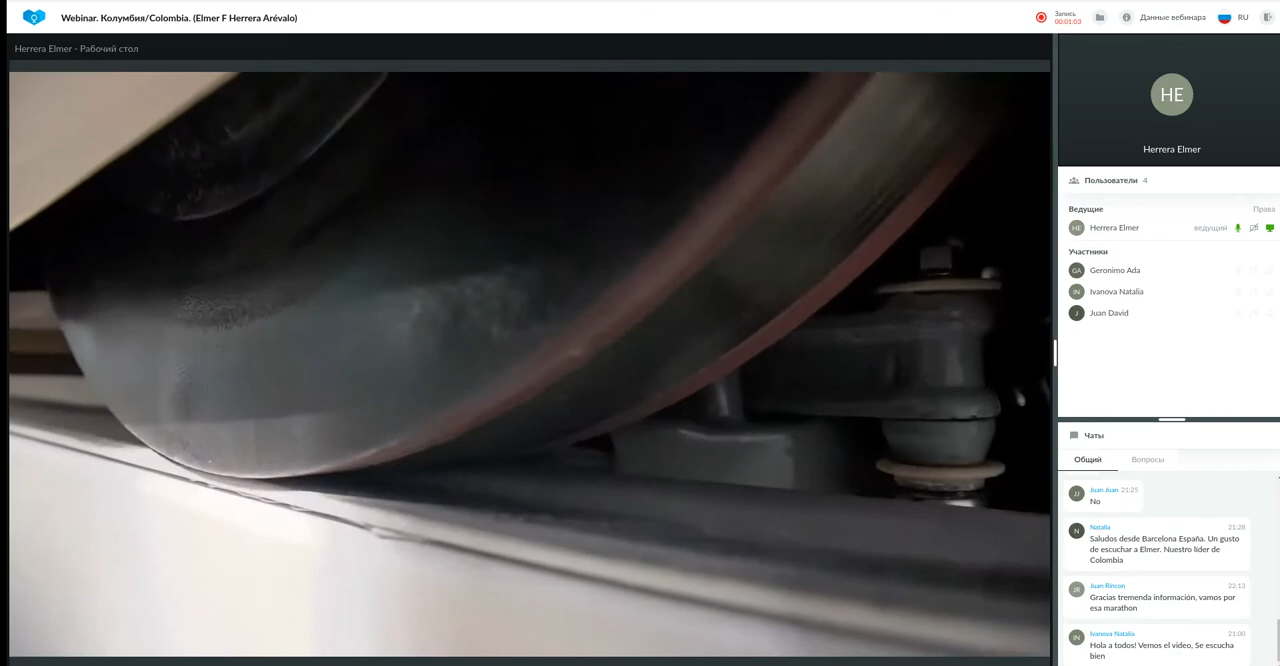 Webinar. Колумбия/Colombia. (Elmer F Herrera Arévalo)
Запись
00:01:03
Данные вебинара
RU
Herrera Elmer - Рабочий стол
HE
Herrera Elmer
Пользователи 4
Ведущие Права
HE Herrera Elmer ведущий
Участники
GA Geronimo Ada
IN Ivanova Natalia
J Juan David
Чаты
Общий Вопросы
JJ Juan Juan 21:25
No
N Natalia 21:28
Saludos desde Barcelona España. Un gusto
de escuchar a Elmer. Nuestro líder de
Colombia
JR Juan Rincon 22:13
Gracias tremenda información, vamos por
esa marathon
IN Ivanova Natalia 21:00
Hola a todos! Vemos el video, Se escucha
bien